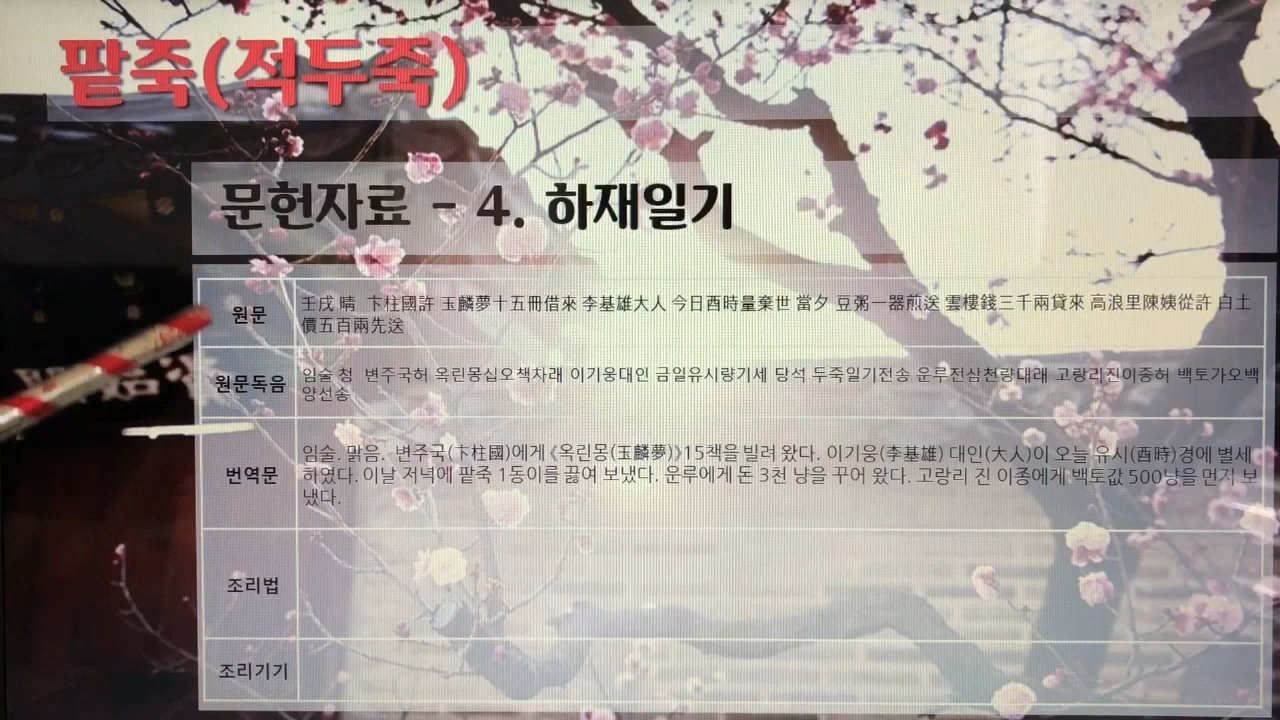 팥죽(적두죽)
문헌자료 - 4. 하재일기
원문
壬戌 晴 卞柱國許 玉麟夢十五冊借來 李基雄大人 今日酉時量棄世 當夕 豆粥一器煎送 雲樓錢三千兩貸來 高浪里陳姨從許 白土
價五百兩先送
원문독음
임술 청 변주국허 옥린몽십오책차래 이기웅대인 금일유시량기세 당석 두죽일기전송 운루전삼천량대래 고랑리진이종허 백토가오백
양선송
번역문
임술. 맑음. 변주국(卞柱國)에게 《옥린몽(玉麟夢)》15책을 빌려 왔다. 이기웅(李基雄) 대인(大人)이 오늘 유시(酉時)경에 별세
하였다. 이날 저녁에 팥죽 1동이를 끓여 보냈다. 운루에게 돈 3천 냥을 꾸어 왔다. 고랑리 진 이종에게 백토값 500냥을 먼저 보
냈다.
조리법
조리기기